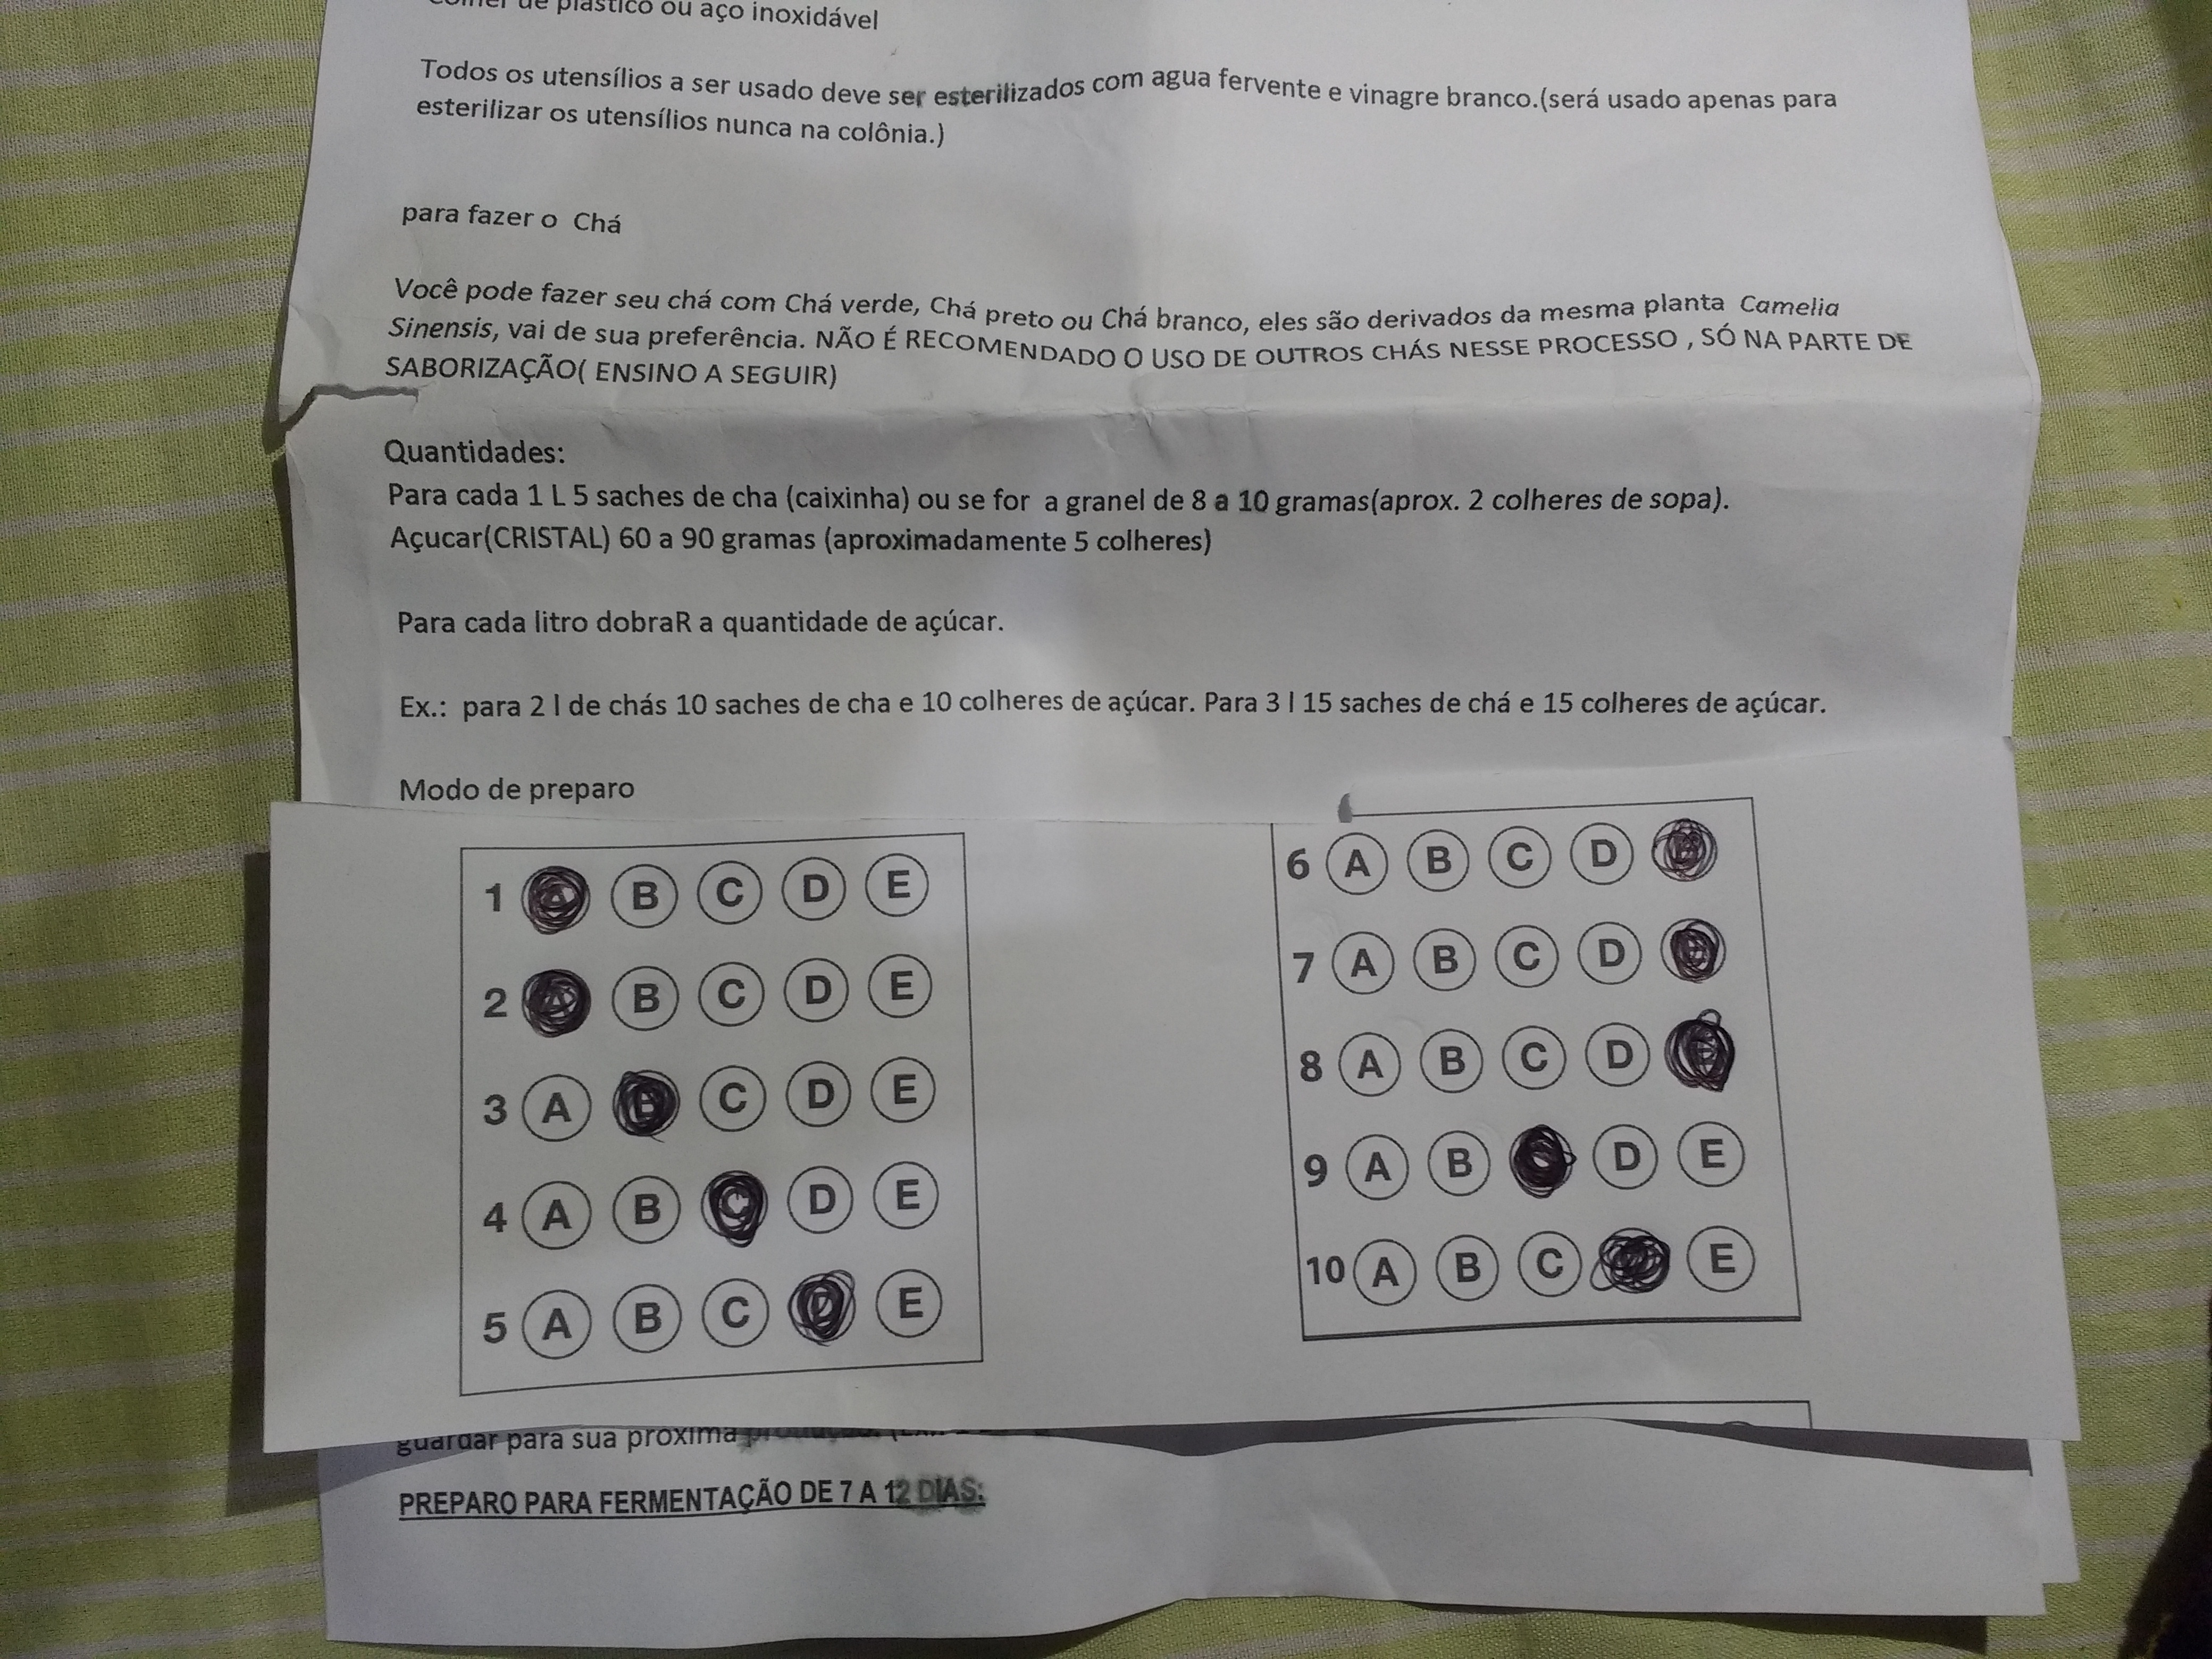 de plástico ou aço inoxidável
Todos os utensílios a ser usado deve ser esterilizados com agua fervente e vinagre branco.(será usado apenas para
esterilizar os utensílios nunca na colônia.)
para fazer o Chá
Você pode fazer seu chá com Chá verde, Chá preto ou Chá branco, eles são derivados da mesma planta Camelia
Sinensis, vai de sua preferência. NÃO É RECOMENDADO O USO DE OUTROS CHÁS NESSE PROCESSO , SÓ NA PARTE DE
SABORIZAÇÃO( ENSINO A SEGUIR)
Quantidades:
Para cada 1 L 5 saches de cha (caixinha) ou se for a granel de 8 a 10 gramas(aprox. 2 colheres de sopa).
Açucar(CRISTAL) 60 a 90 gramas (aproximadamente 5 colheres)
Para cada litro dobraR a quantidade de açúcar.
Ex.: para 2 l de chás 10 saches de cha e 10 colheres de açúcar. Para 3 l 15 saches de chá e 15 colheres de açúcar.
Modo de preparo
1 A B C D E
2 A B C D E
3 A B C D E
4 A B C D E
5 A B C D E
6 A B C D
7 A B C D
8 A B C D E
9 A B D E
10 A B C E
guardar para sua proxima
PREPARO PARA FERMENTAÇÃO DE 7 A 12 DIAS: